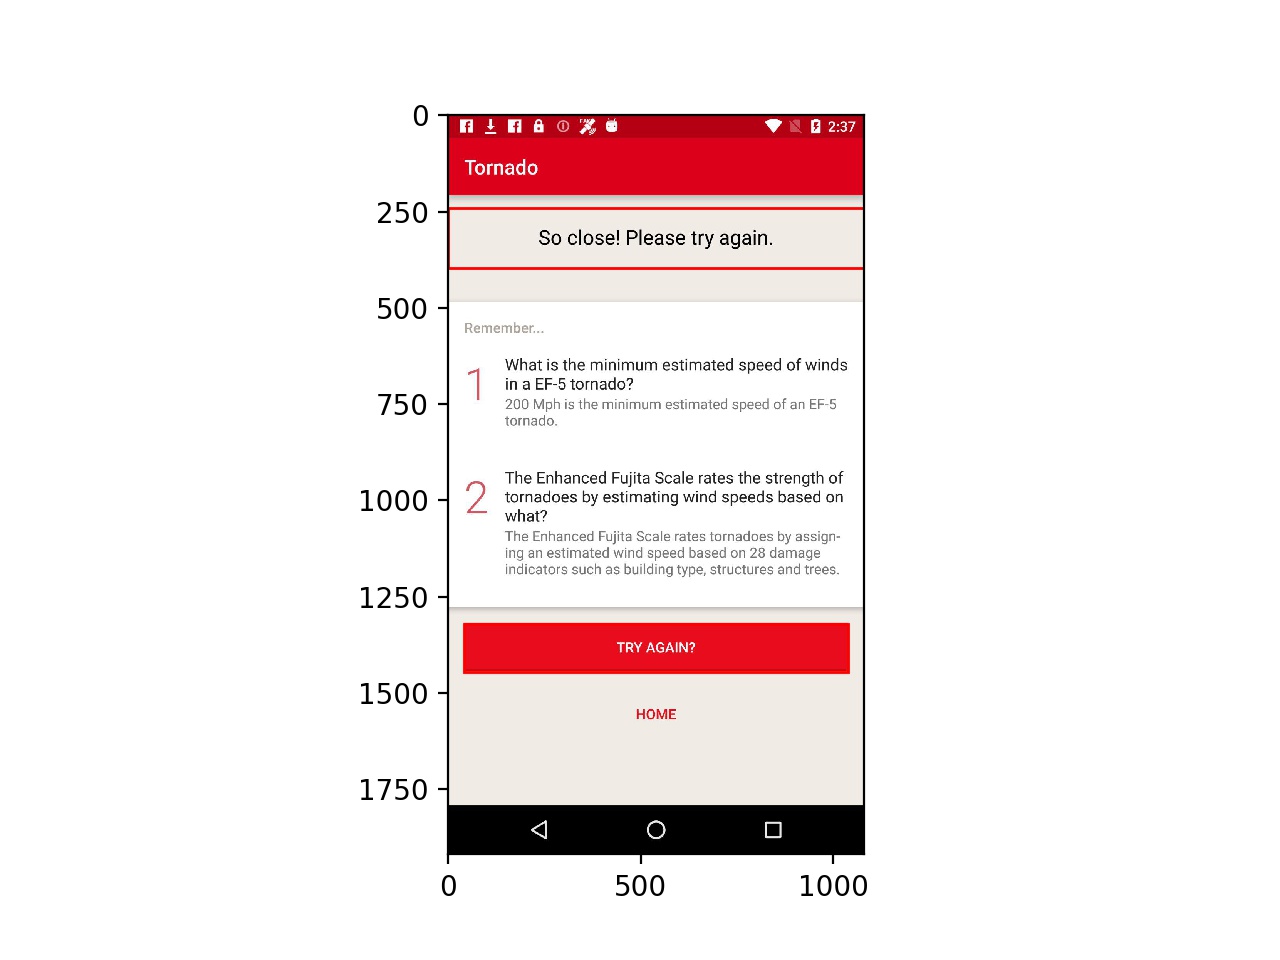 2:37
Tornado
So close! Please try again.
Remember...
1
What is the minimum estimated speed of winds
in a EF-5 tornado?
200 Mph is the minimum estimated speed of an EF-5
tornado.
2
The Enhanced Fujita Scale rates the strength of
tornadoes by estimating wind speeds based on
what?
The Enhanced Fujita Scale rates tornadoes by assign-
ing an estimated wind speed based on 28 damage
indicators such as building type, structures and trees.
TRY AGAIN?
HOME
0
250
500
750
1000
1250
1500
1750
0 500 1000